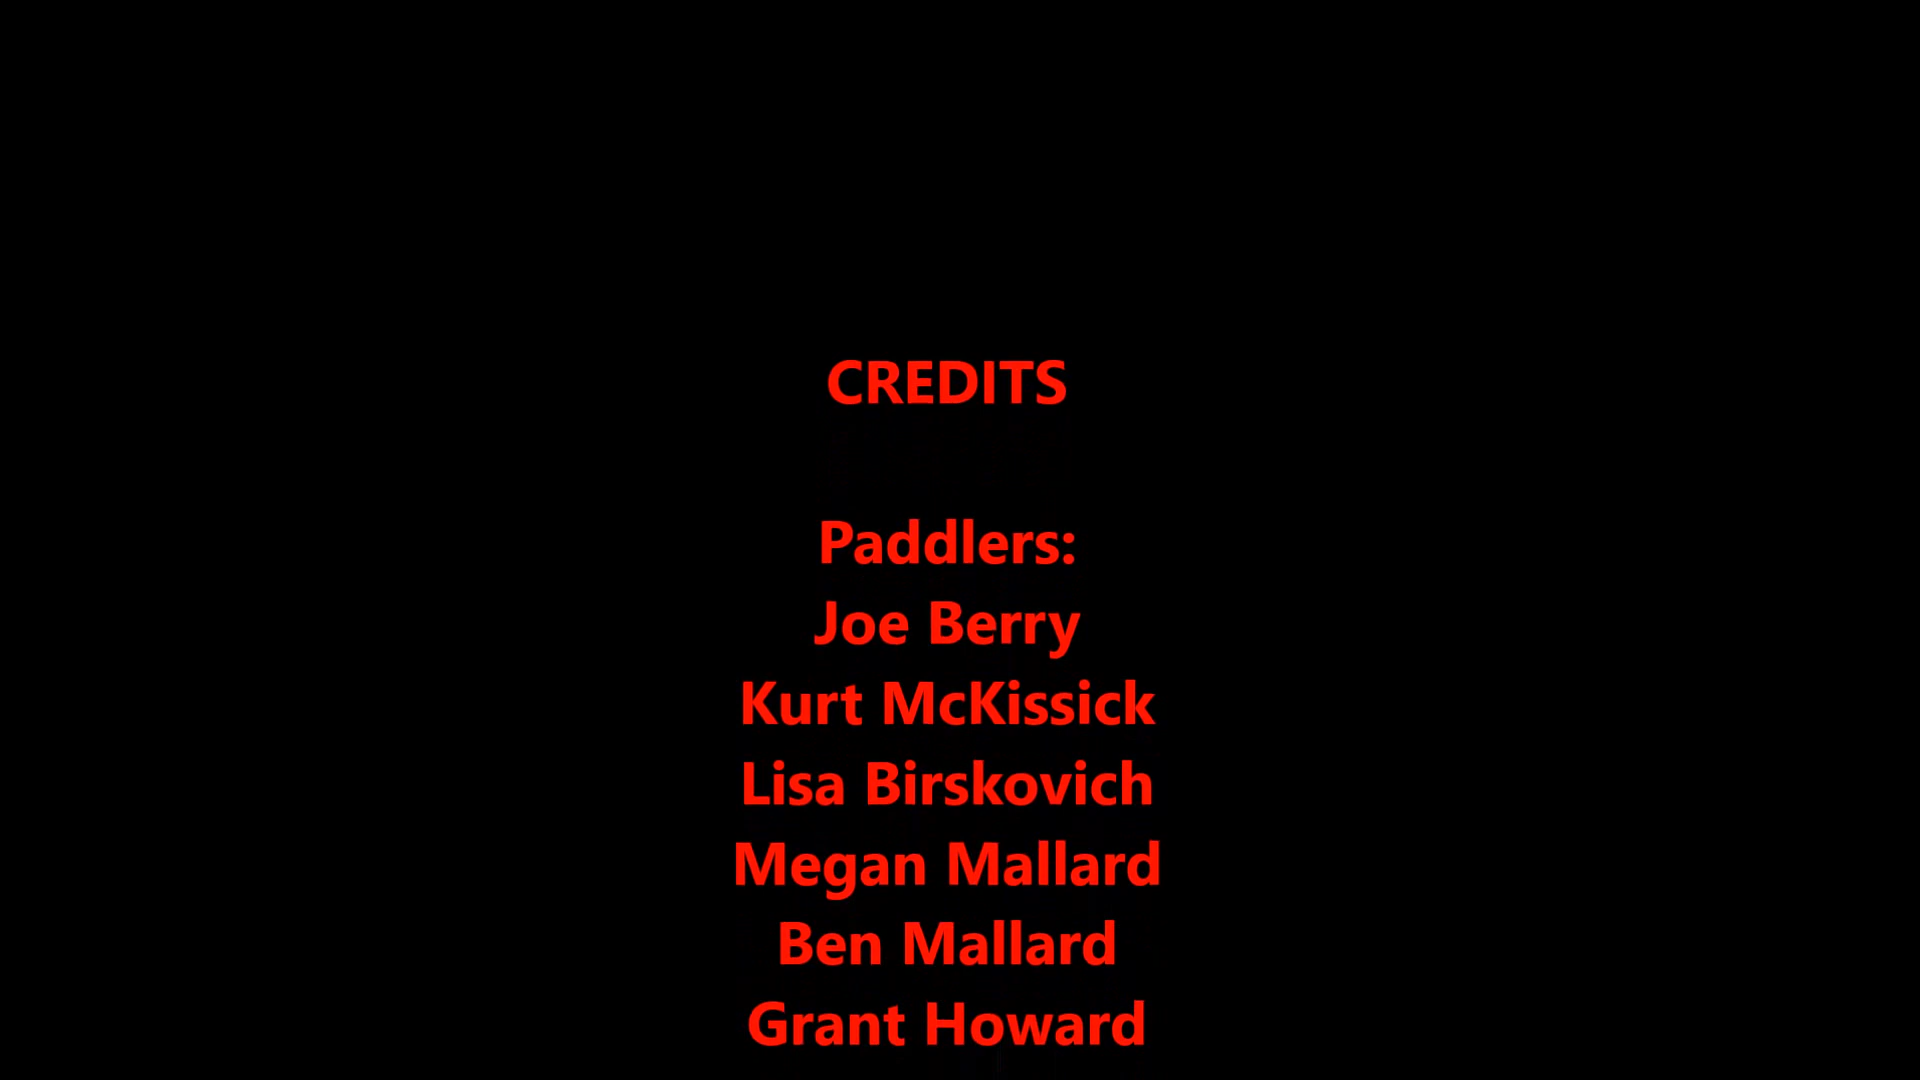 CREDITS
Paddlers:
Joe Berry
Kurt McKissick
Lisa Birskovich
Megan Mallard
Ben Mallard
Grant Howard